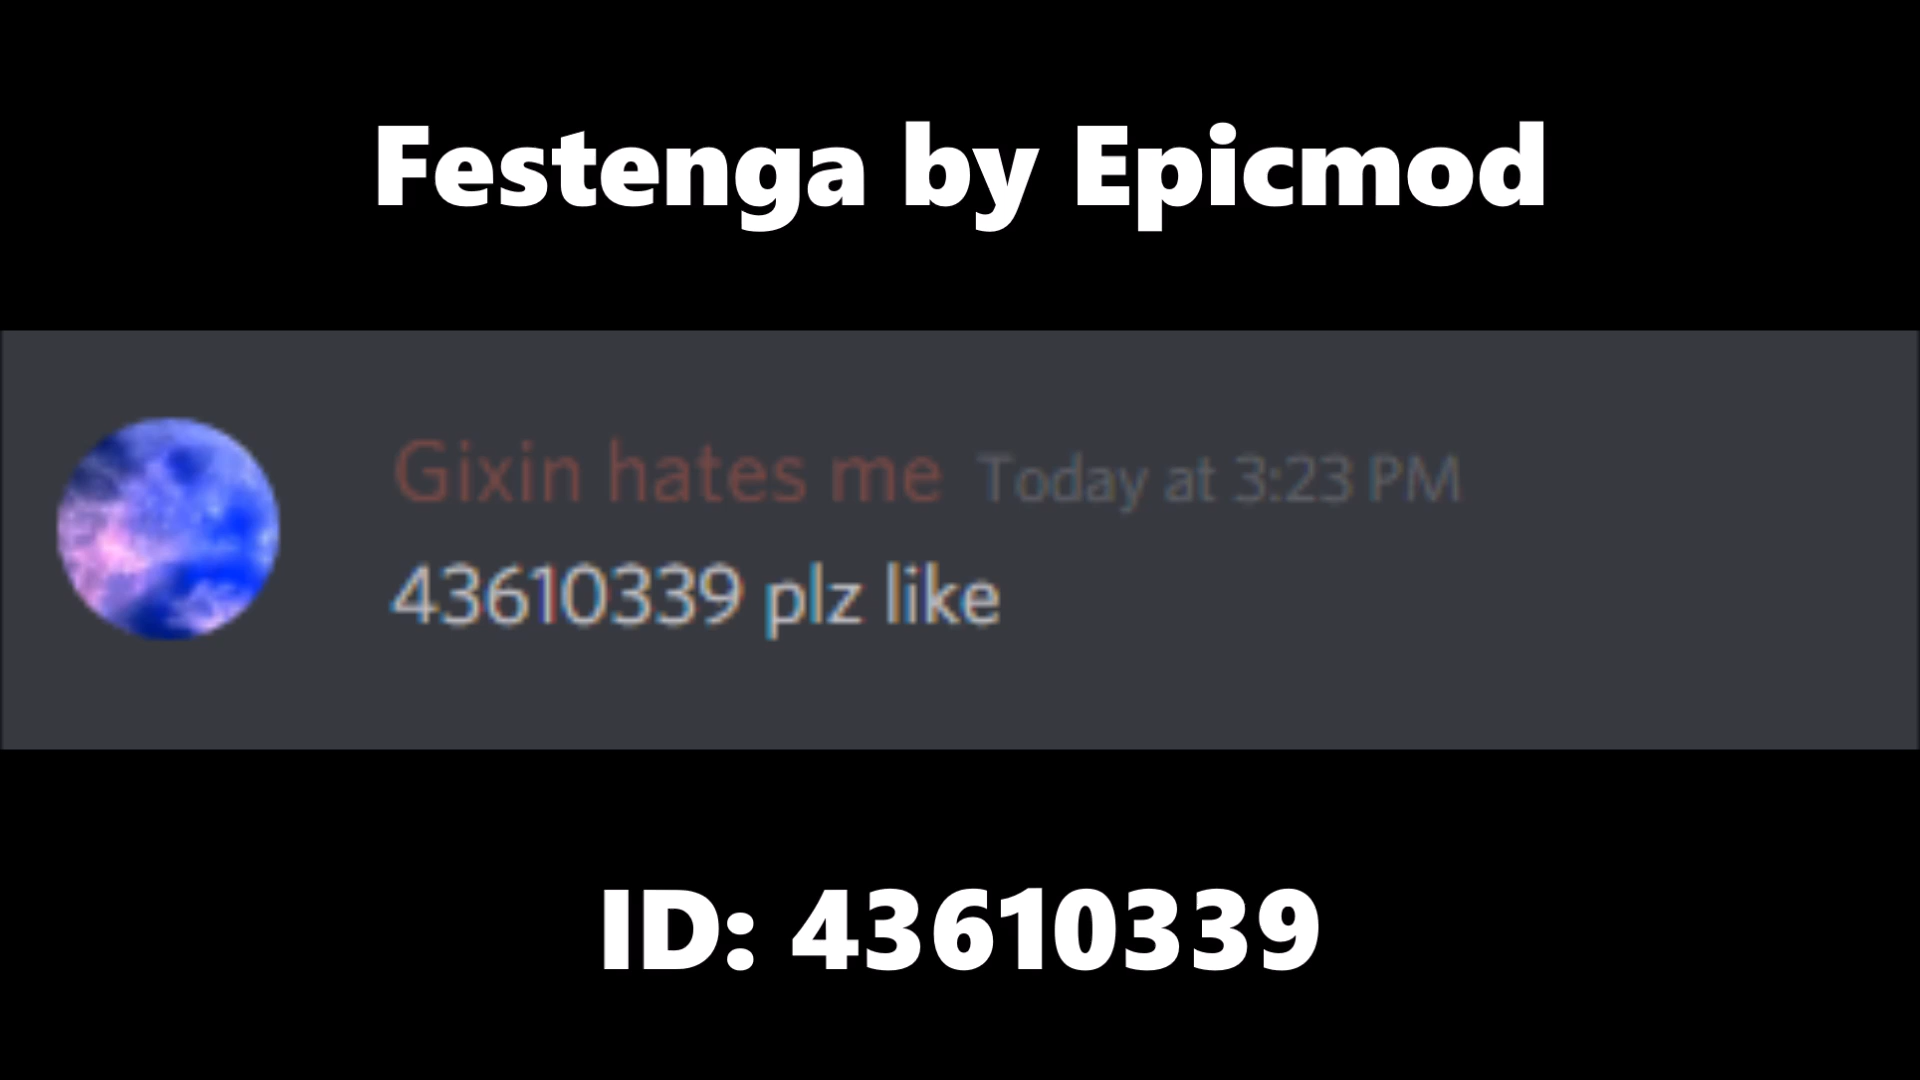 Festenga by Epicmod
Gixin hates me Today at 3:23 PM
43610339 plz like
ID: 43610339